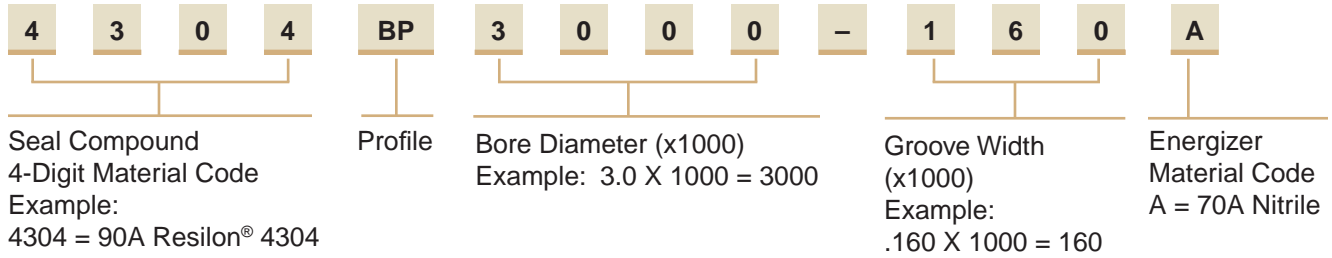 4 3 0 4 BP 3 0 0 0 – 1 6 0 A
Seal Compound
4-Digit Material Code
Example:
4304 = 90A Resilon® 4304
Profile
Bore Diameter (x1000)
Example: 3.0 X 1000 = 3000
Groove Width
(x1000)
Example:
.160 X 1000 = 160
Energizer
Material Code
A = 70A Nitrile